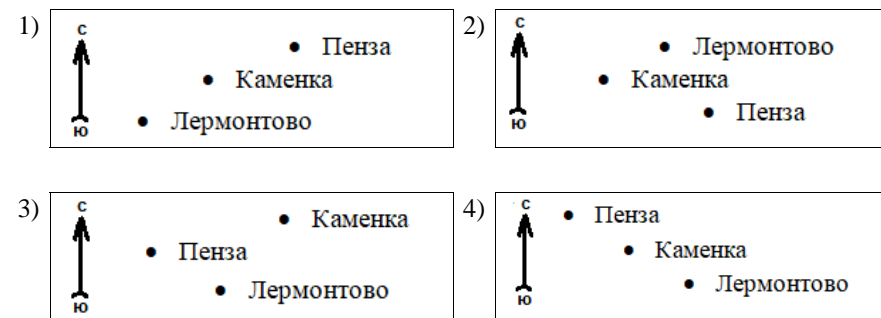 1)
С
Пенза
Каменка
Лермонтово
Ю
2)
С
Лермонтово
Каменка
Пенза
Ю
3)
С
Каменка
Пенза
Лермонтово
Ю
4)
С
Пенза
Каменка
Лермонтово
Ю